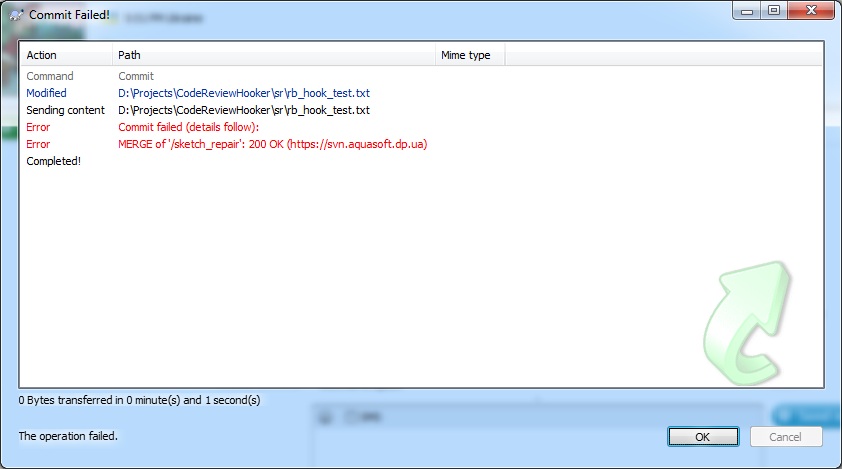 Commit Failed!
Action Path Mime type
Command Commit
Modified D:\Projects\CodeReviewHooker\sr\rb_hook_test.txt
Sending content D:\Projects\CodeReviewHooker\sr\rb_hook_test.txt
Error Commit failed (details follow):
Error MERGE of '/sketch_repair': 200 OK (https://svn.aquasoft.dp.ua)
Completed!
0 Bytes transferred in 0 minute(s) and 1 second(s)
The operation failed.
OK Cancel